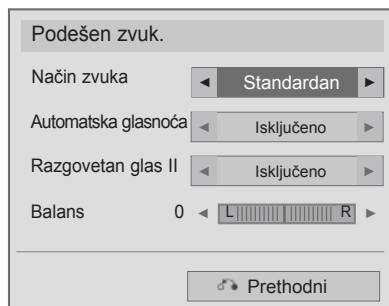 Podešen zvuk.
Način zvuka ◄ Standardan ►
Automatska glasnoća ◄ Isključeno ►
Razgovetan glas II ◄ Isključeno ►
Balans 0 ◄ L R ►
Prethodni